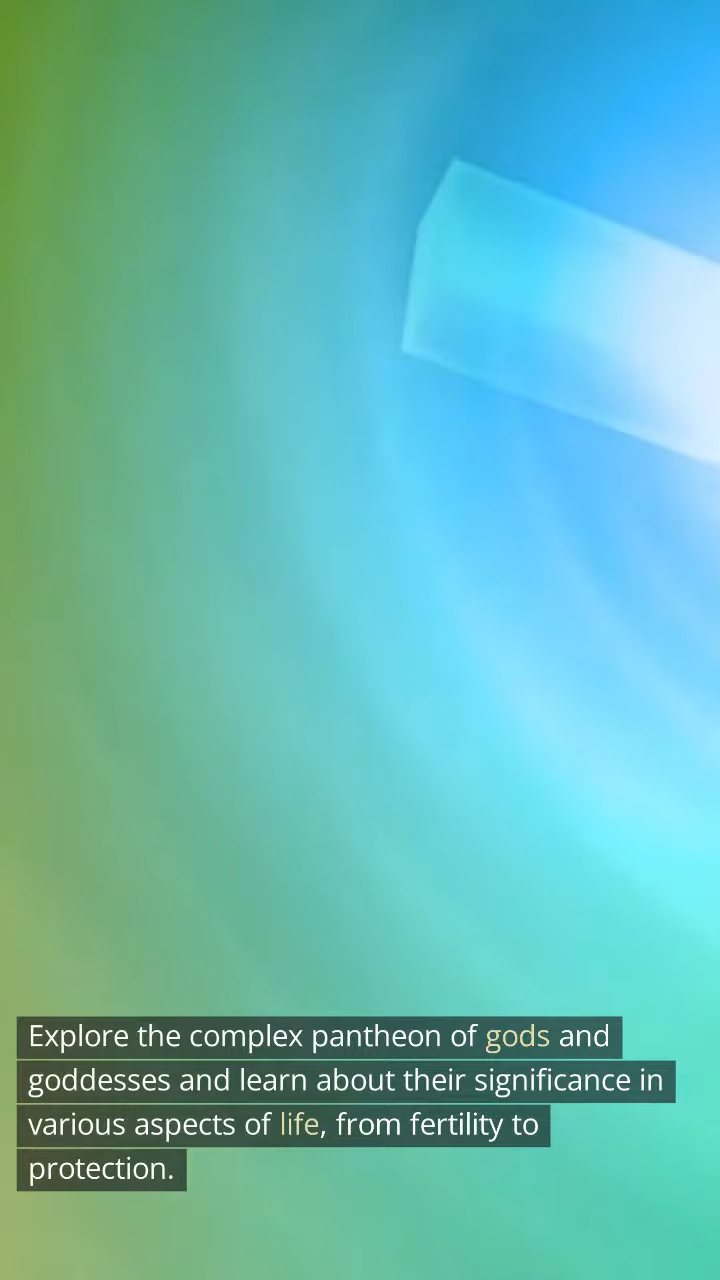 Explore the complex pantheon of gods and
goddesses and learn about their significance in
various aspects of life, from fertility to
protection.